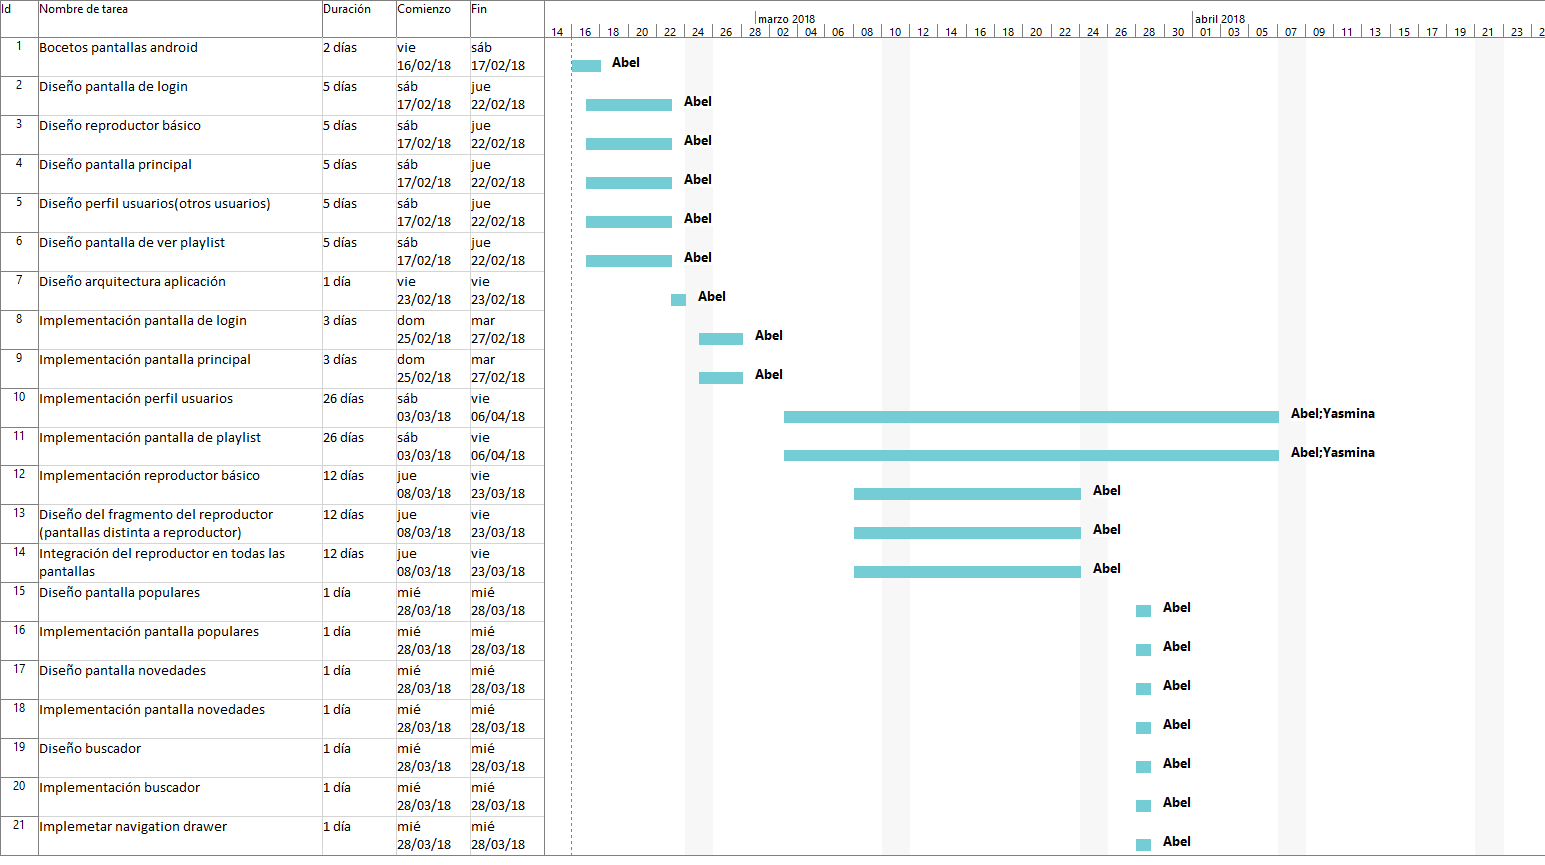 Id Nombre de tarea Duración Comienzo Fin
marzo 2018 abril 2018
14 16 18 20 22 24 26 28 02 04 06 08 10 12 14 16 18 20 22 24 26 28 30 01 03 05 07 09 11 13 15 17 19 21 23 2
1 Bocetos pantallas android 2 días vie sáb
16/02/18 17/02/18 Abel
2 Diseño pantalla de login 5 días sáb jue
17/02/18 22/02/18 Abel
3 Diseño reproductor básico 5 días sáb jue
17/02/18 22/02/18 Abel
4 Diseño pantalla principal 5 días sáb jue
17/02/18 22/02/18 Abel
5 Diseño perfil usuarios(otros usuarios) 5 días sáb jue
17/02/18 22/02/18 Abel
6 Diseño pantalla de ver playlist 5 días sáb jue
17/02/18 22/02/18 Abel
7 Diseño arquitectura aplicación 1 día vie vie
23/02/18 23/02/18 Abel
8 Implementación pantalla de login 3 días dom mar
25/02/18 27/02/18 Abel
9 Implementación pantalla principal 3 días dom mar
25/02/18 27/02/18 Abel
10 Implementación perfil usuarios 26 días sáb vie
03/03/18 06/04/18 Abel;Yasmina
11 Implementación pantalla de playlist 26 días sáb vie
03/03/18 06/04/18 Abel;Yasmina
12 Implementación reproductor básico 12 días jue vie
08/03/18 23/03/18 Abel
13 Diseño del fragmento del reproductor 12 días jue vie
(pantallas distinta a reproductor) 08/03/18 23/03/18 Abel
14 Integración del reproductor en todas las 12 días jue vie
pantallas 08/03/18 23/03/18 Abel
15 Diseño pantalla populares 1 día mié mié
28/03/18 28/03/18 Abel
16 Implementación pantalla populares 1 día mié mié
28/03/18 28/03/18 Abel
17 Diseño pantalla novedades 1 día mié mié
28/03/18 28/03/18 Abel
18 Implementación pantalla novedades 1 día mié mié
28/03/18 28/03/18 Abel
19 Diseño buscador 1 día mié mié
28/03/18 28/03/18 Abel
20 Implementación buscador 1 día mié mié
28/03/18 28/03/18 Abel
21 Implemetar navigation drawer 1 día mié mié
28/03/18 28/03/18 Abel